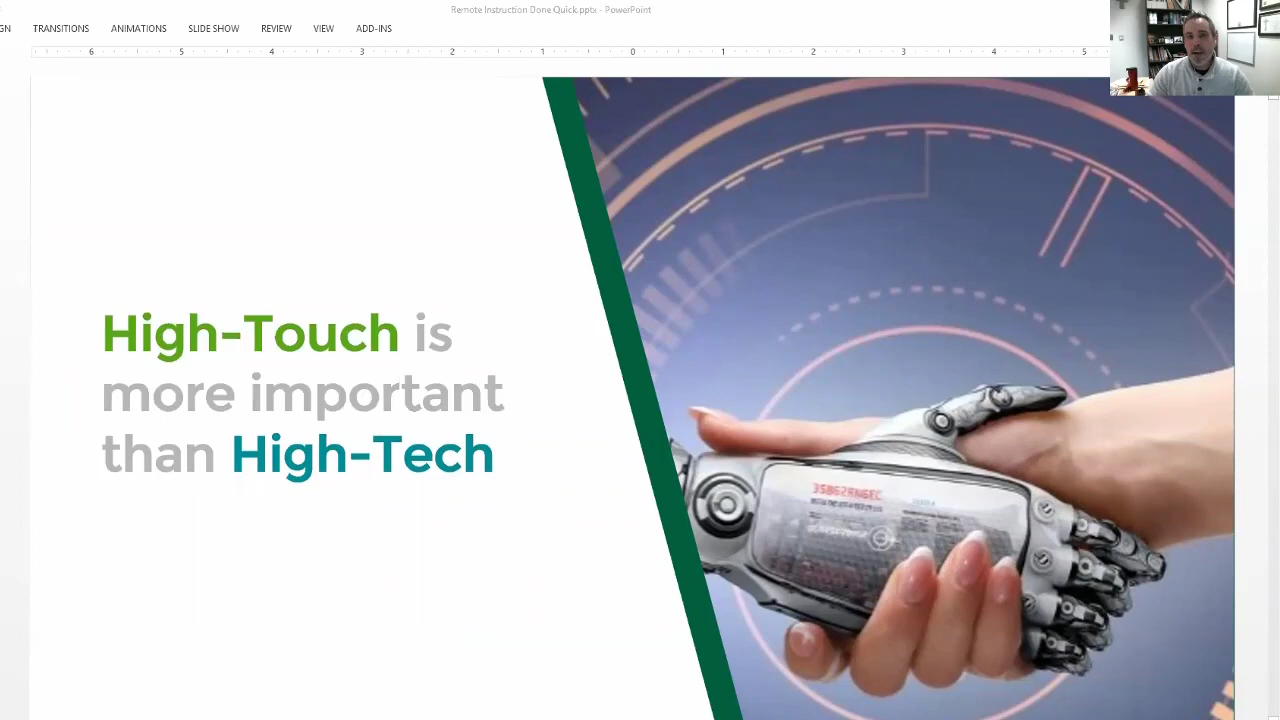 Remote Instruction Done Quick.pptx - PowerPoint
GN TRANSITIONS ANIMATIONS SLIDE SHOW REVIEW VIEW ADD-INS
6 5 4 3 2 1 0 1 2 3 4 5
High-Touch is
more important
than High-Tech